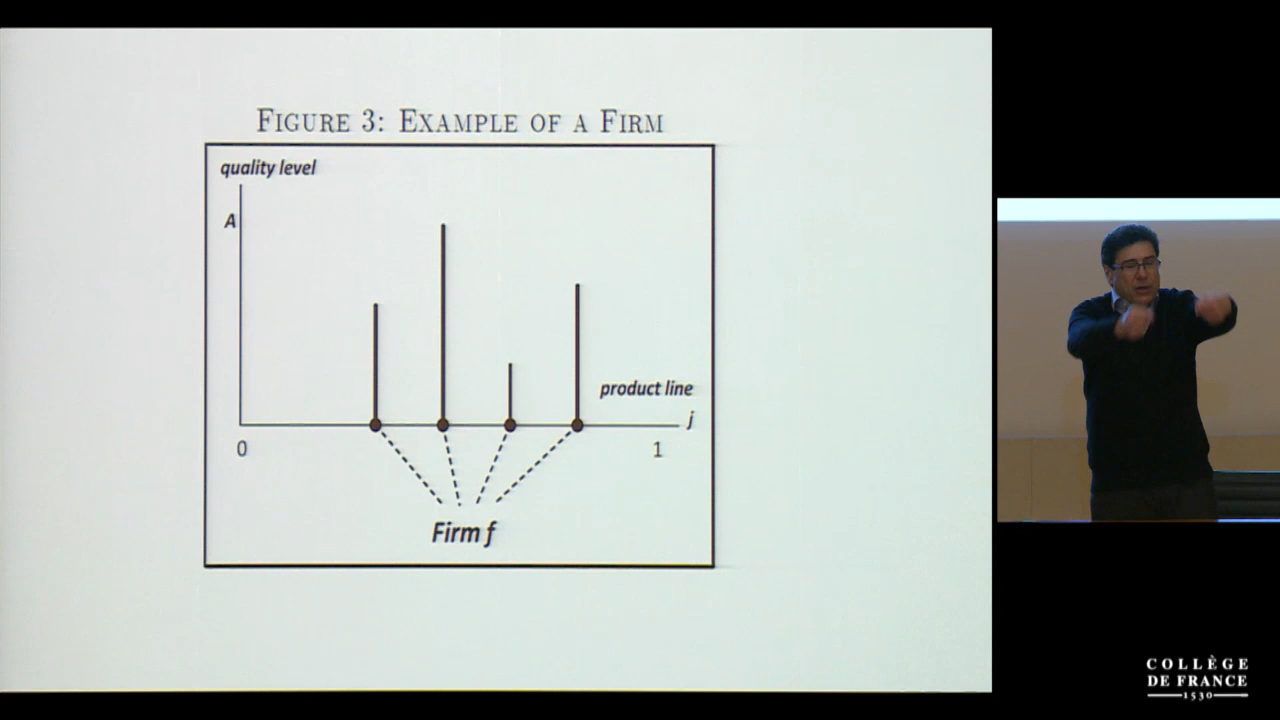 FIGURE 3: EXAMPLE OF A FIRM
quality level
A
product line
j
0
1
Firm f
COLLÈGE
DE FRANCE
1530